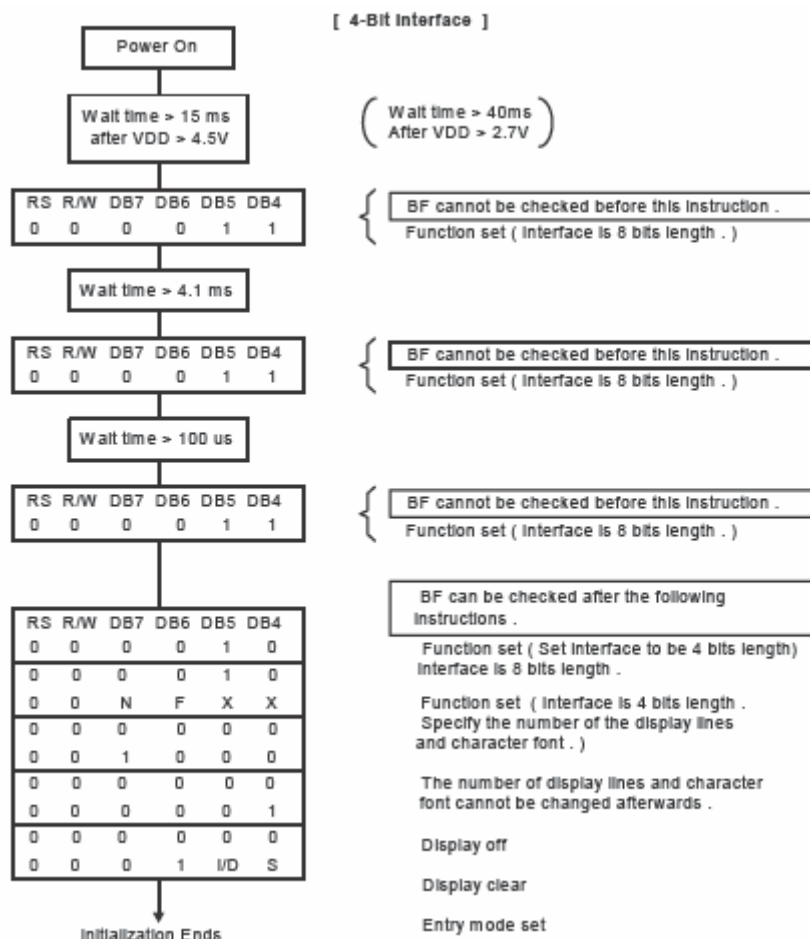 [ 4-Bit Interface ]
Power On
Wait time > 15 ms
after VDD > 4.5V
Wait time > 40ms
After VDD > 2.7V
RS R/W DB7 DB6 DB5 DB4
0 0 0 0 1 1
BF cannot be checked before this instruction .
Function set ( Interface is 8 bits length . )
Wait time > 4.1 ms
RS R/W DB7 DB6 DB5 DB4
0 0 0 0 1 1
BF cannot be checked before this instruction .
Function set ( Interface is 8 bits length . )
Wait time > 100 us
RS R/W DB7 DB6 DB5 DB4
0 0 0 0 1 1
BF cannot be checked before this instruction .
Function set ( Interface is 8 bits length . )
RS R/W DB7 DB6 DB5 DB4
0 0 0 0 1 0
0 0 0 0 1 0
0 0 N F X X
0 0 0 0 0 0
0 0 1 0 0 0
0 0 0 0 0 0
0 0 0 0 0 1
0 0 0 0 0 0
0 0 0 1 I/D S
BF can be checked after the following
instructions .
Function set ( Set interface to be 4 bits length)
Interface is 8 bits length .
Function set ( Interface is 4 bits length .
Specify the number of the display lines
and character font . )
The number of display lines and character
font cannot be changed afterwards .
Display off
Display clear
Entry mode set
Initialization Ends